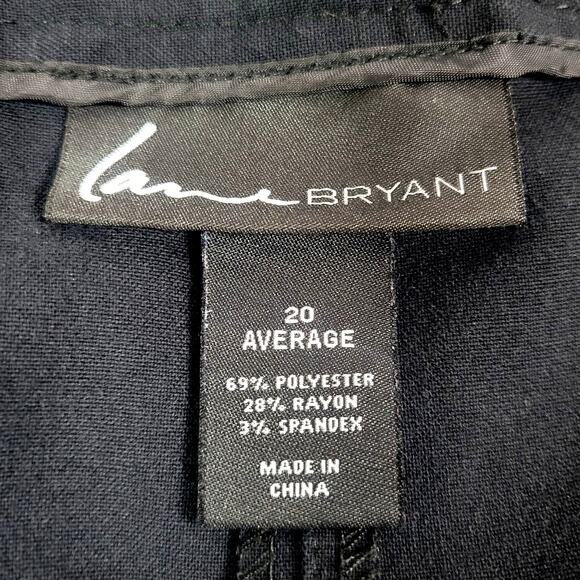 Lane BRYANT
20
AVERAGE
69% POLYESTER
28% RAYON
3% SPANDEX
MADE IN
CHINA